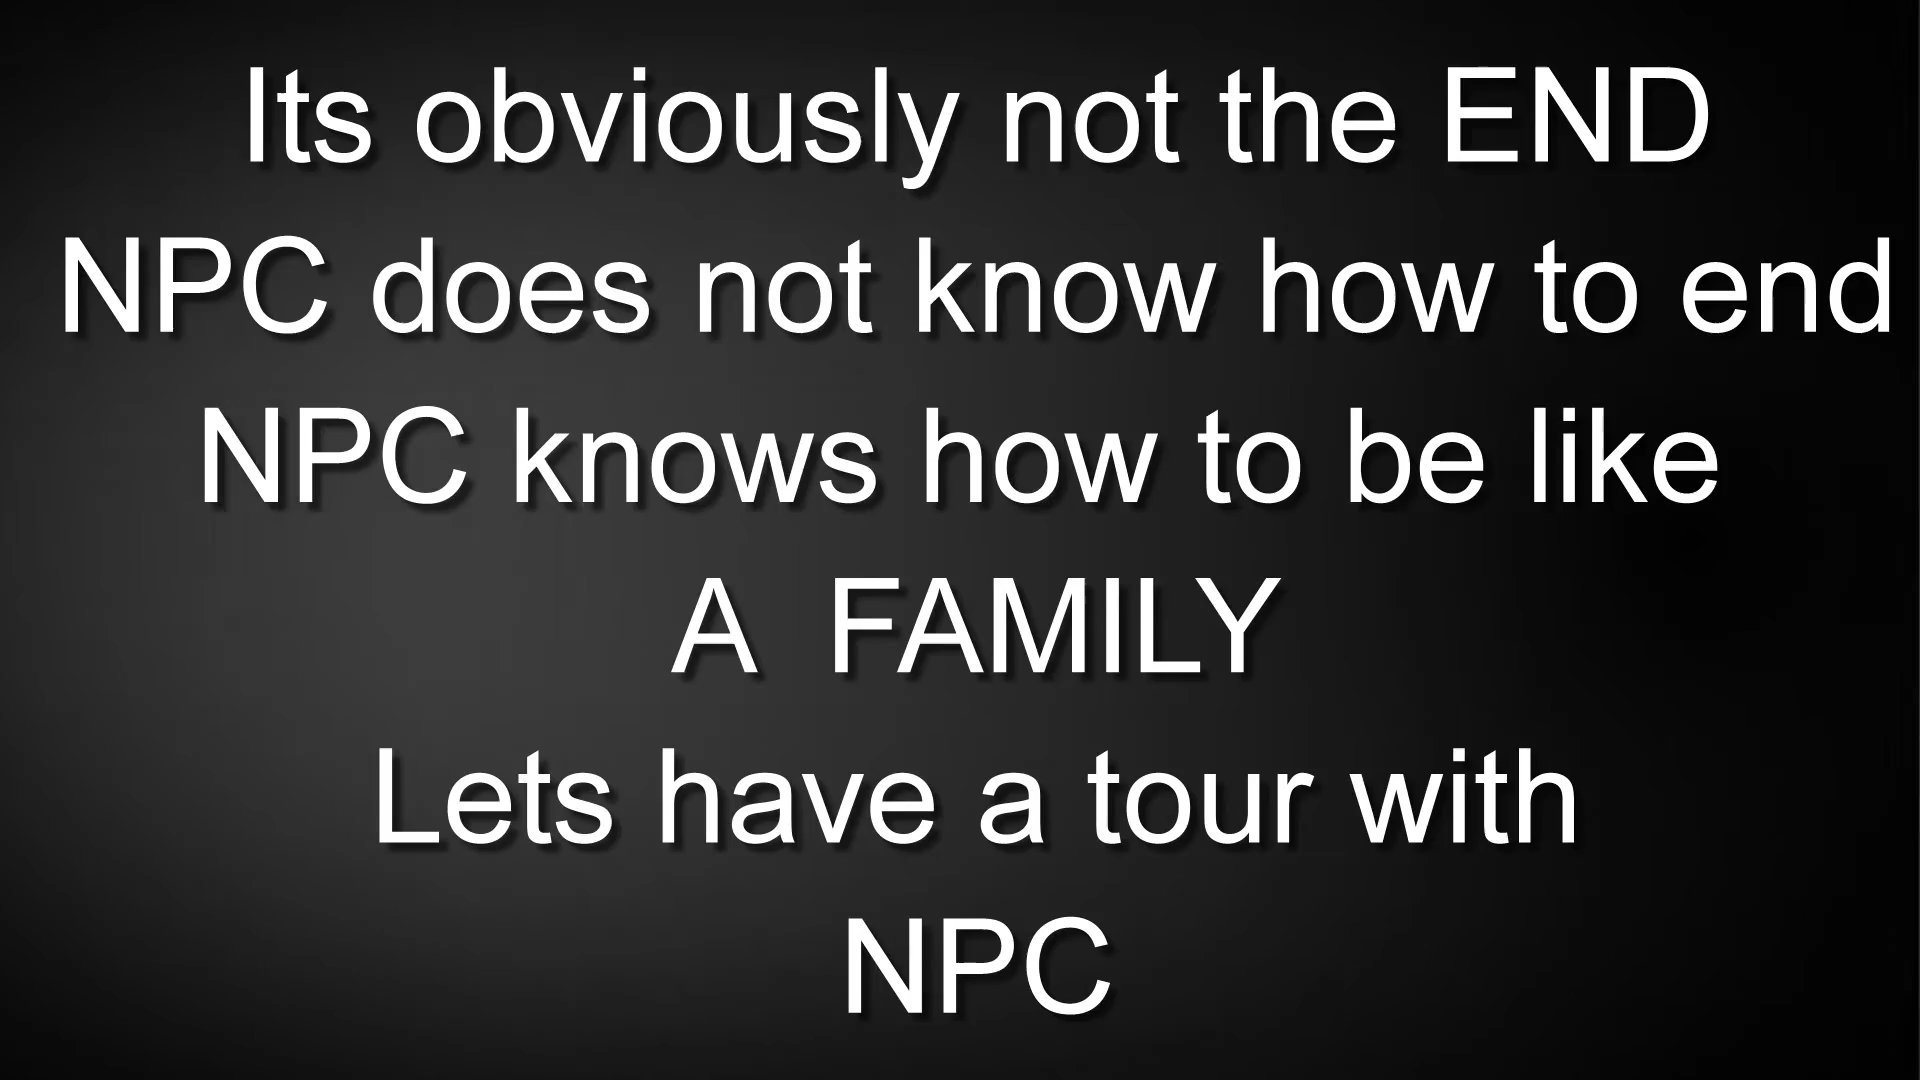 Its obviously not the END
NPC does not know how to end
NPC knows how to be like
A  FAMILY
Lets have a tour with
NPC